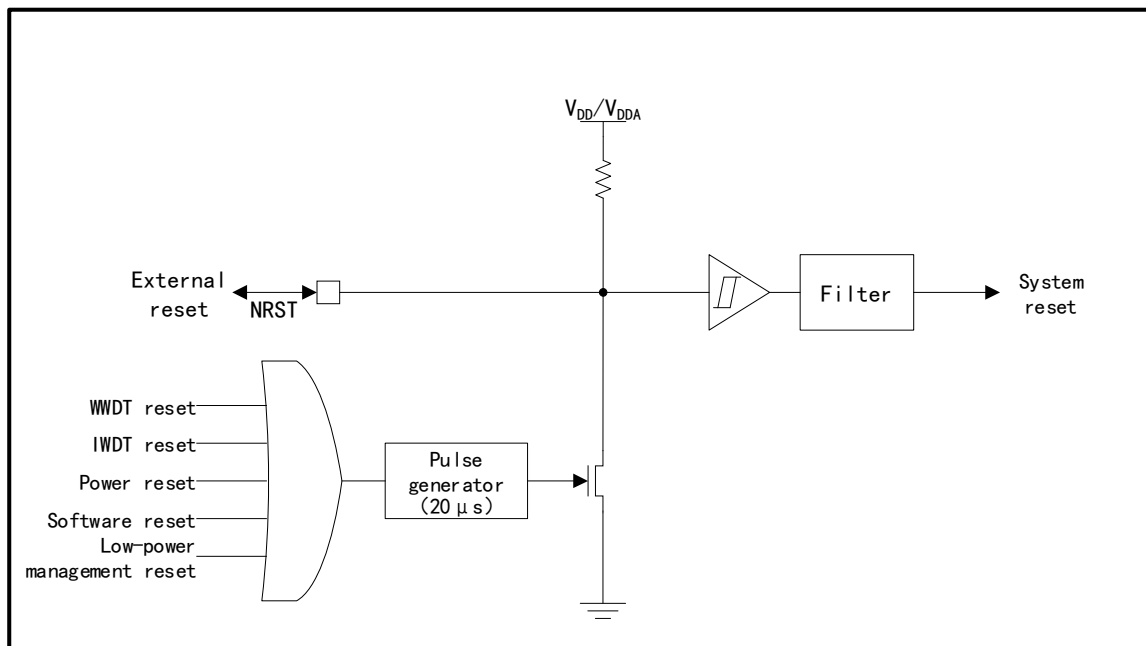 VDD/VDDA
External
reset
NRST
Filter
System
reset
WWDT reset
IWDT reset
Power reset
Software reset
Low-power
management reset
Pulse
generator
(20μs)